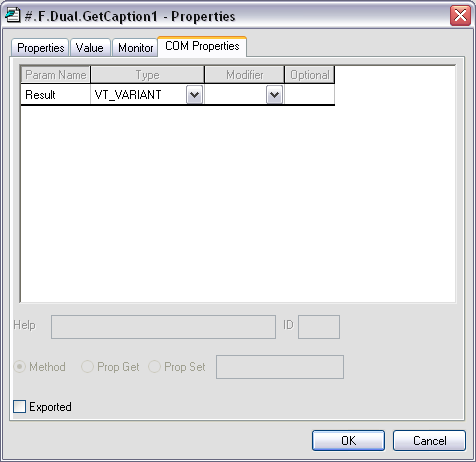 #.F.Dual.GetCaption1 - Properties
Properties Value Monitor COM Properties
Param Name Type Modifier Optional
Result VT_VARIANT
Help ID
Method Prop Get Prop Set
Exported
OK Cancel